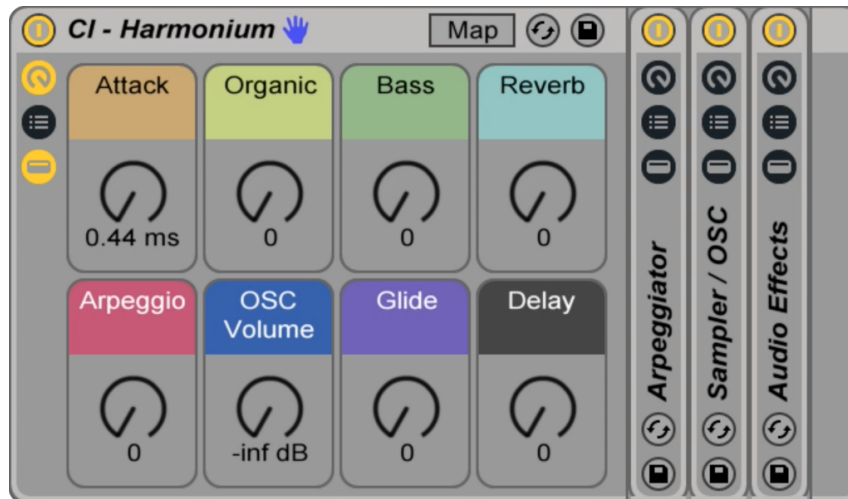 CI - Harmonium
Map
Attack
Organic
Bass
Reverb
0.44 ms
0
0
0
Arpeggio
OSC
Volume
Glide
Delay
0
-inf dB
0
0
Arpeggiator
Sampler / OSC
Audio Effects